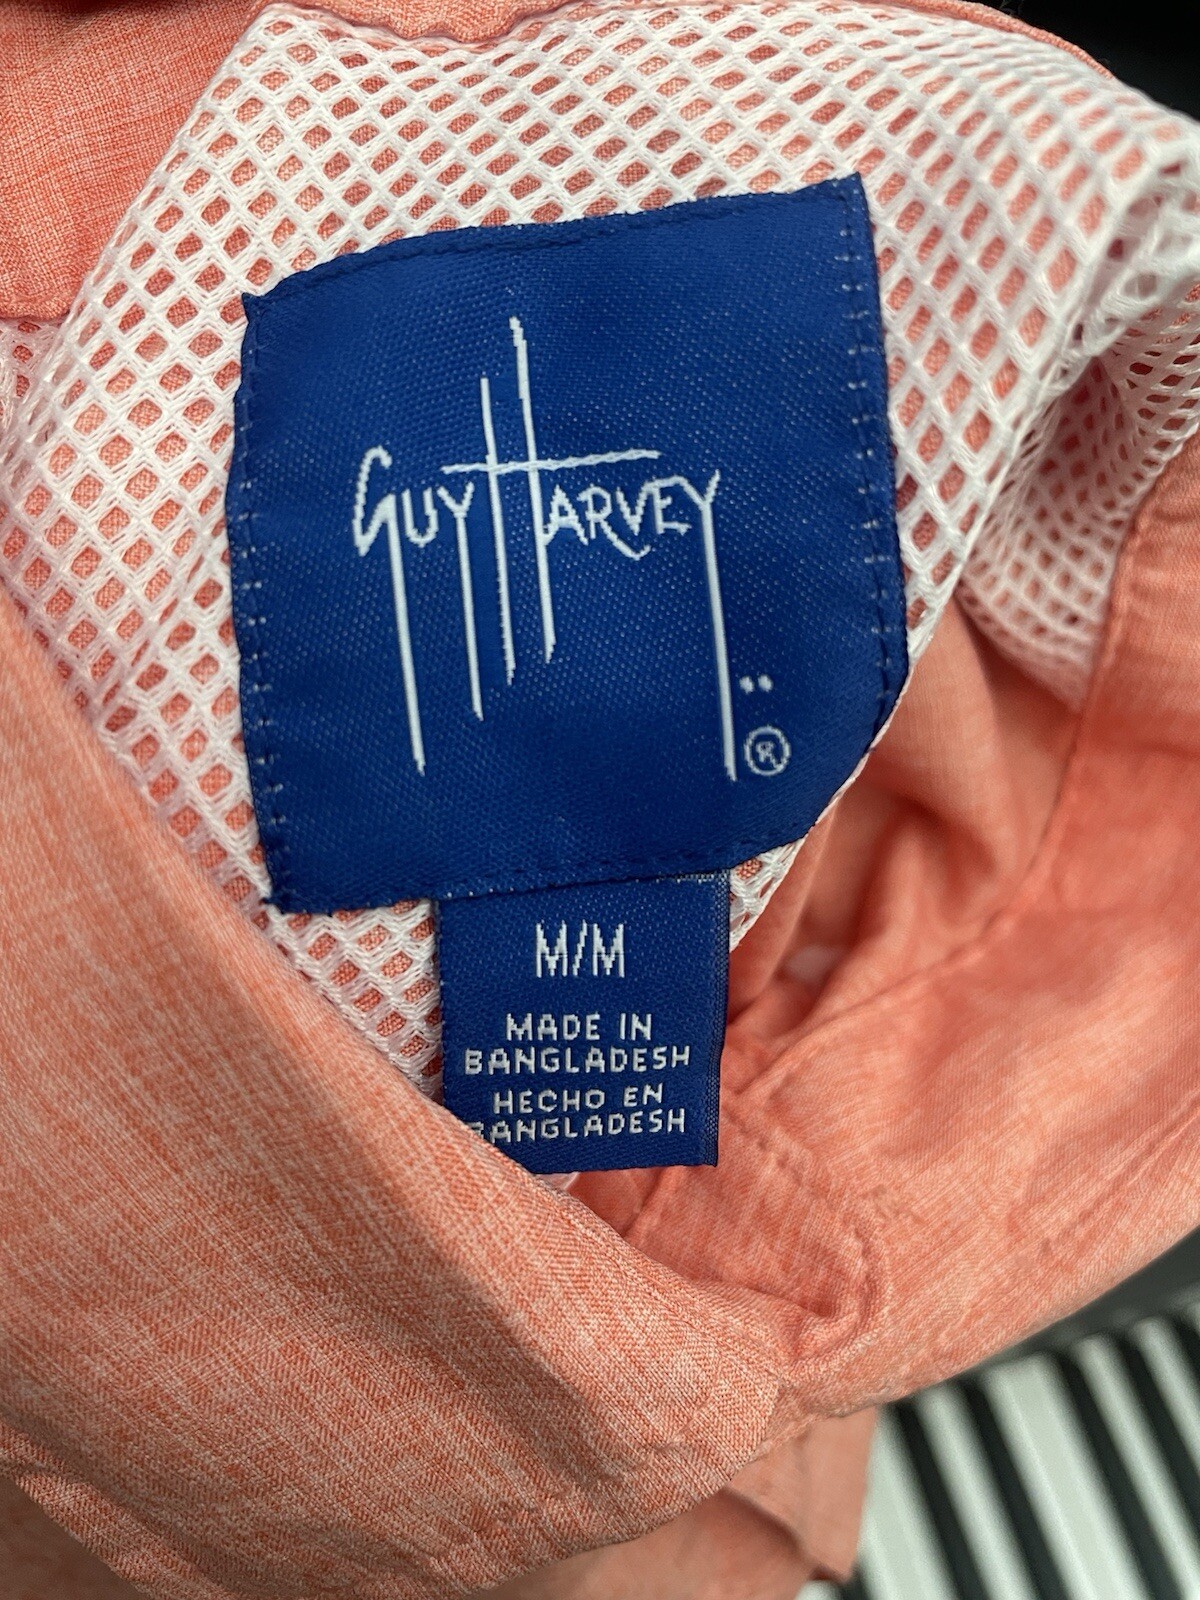 GUY HARVEY
®
M/M
MADE IN
BANGLADESH
HECHO EN
BANGLADESH